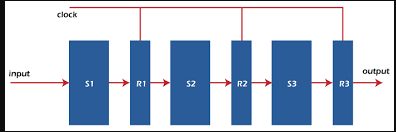 clock
input
S1
R1
S2
R2
S3
R3
output